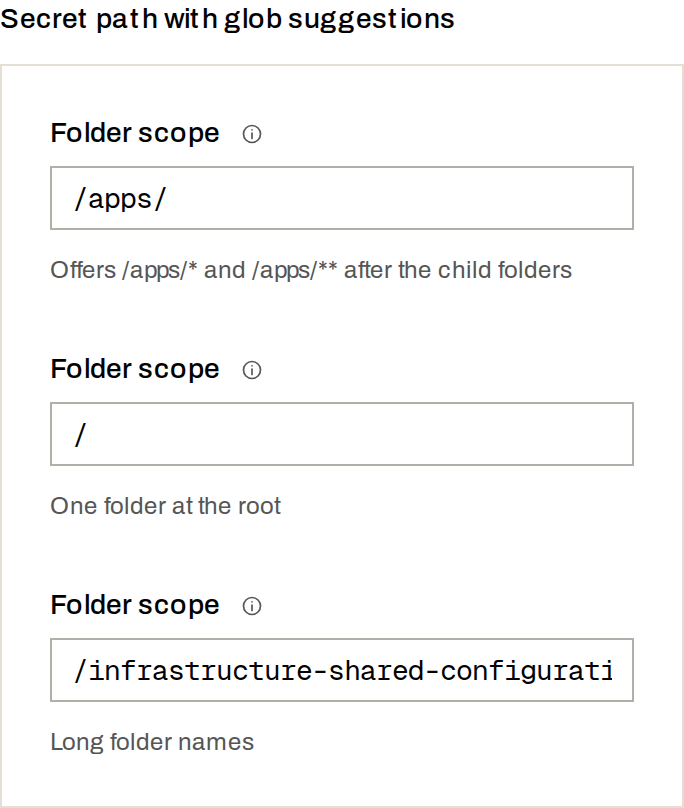 Secret path with glob suggestions
Folder scope
/apps/
Offers /apps/* and /apps/** after the child folders
Folder scope
/
One folder at the root
Folder scope
/infrastructure-shared-configurati
Long folder names